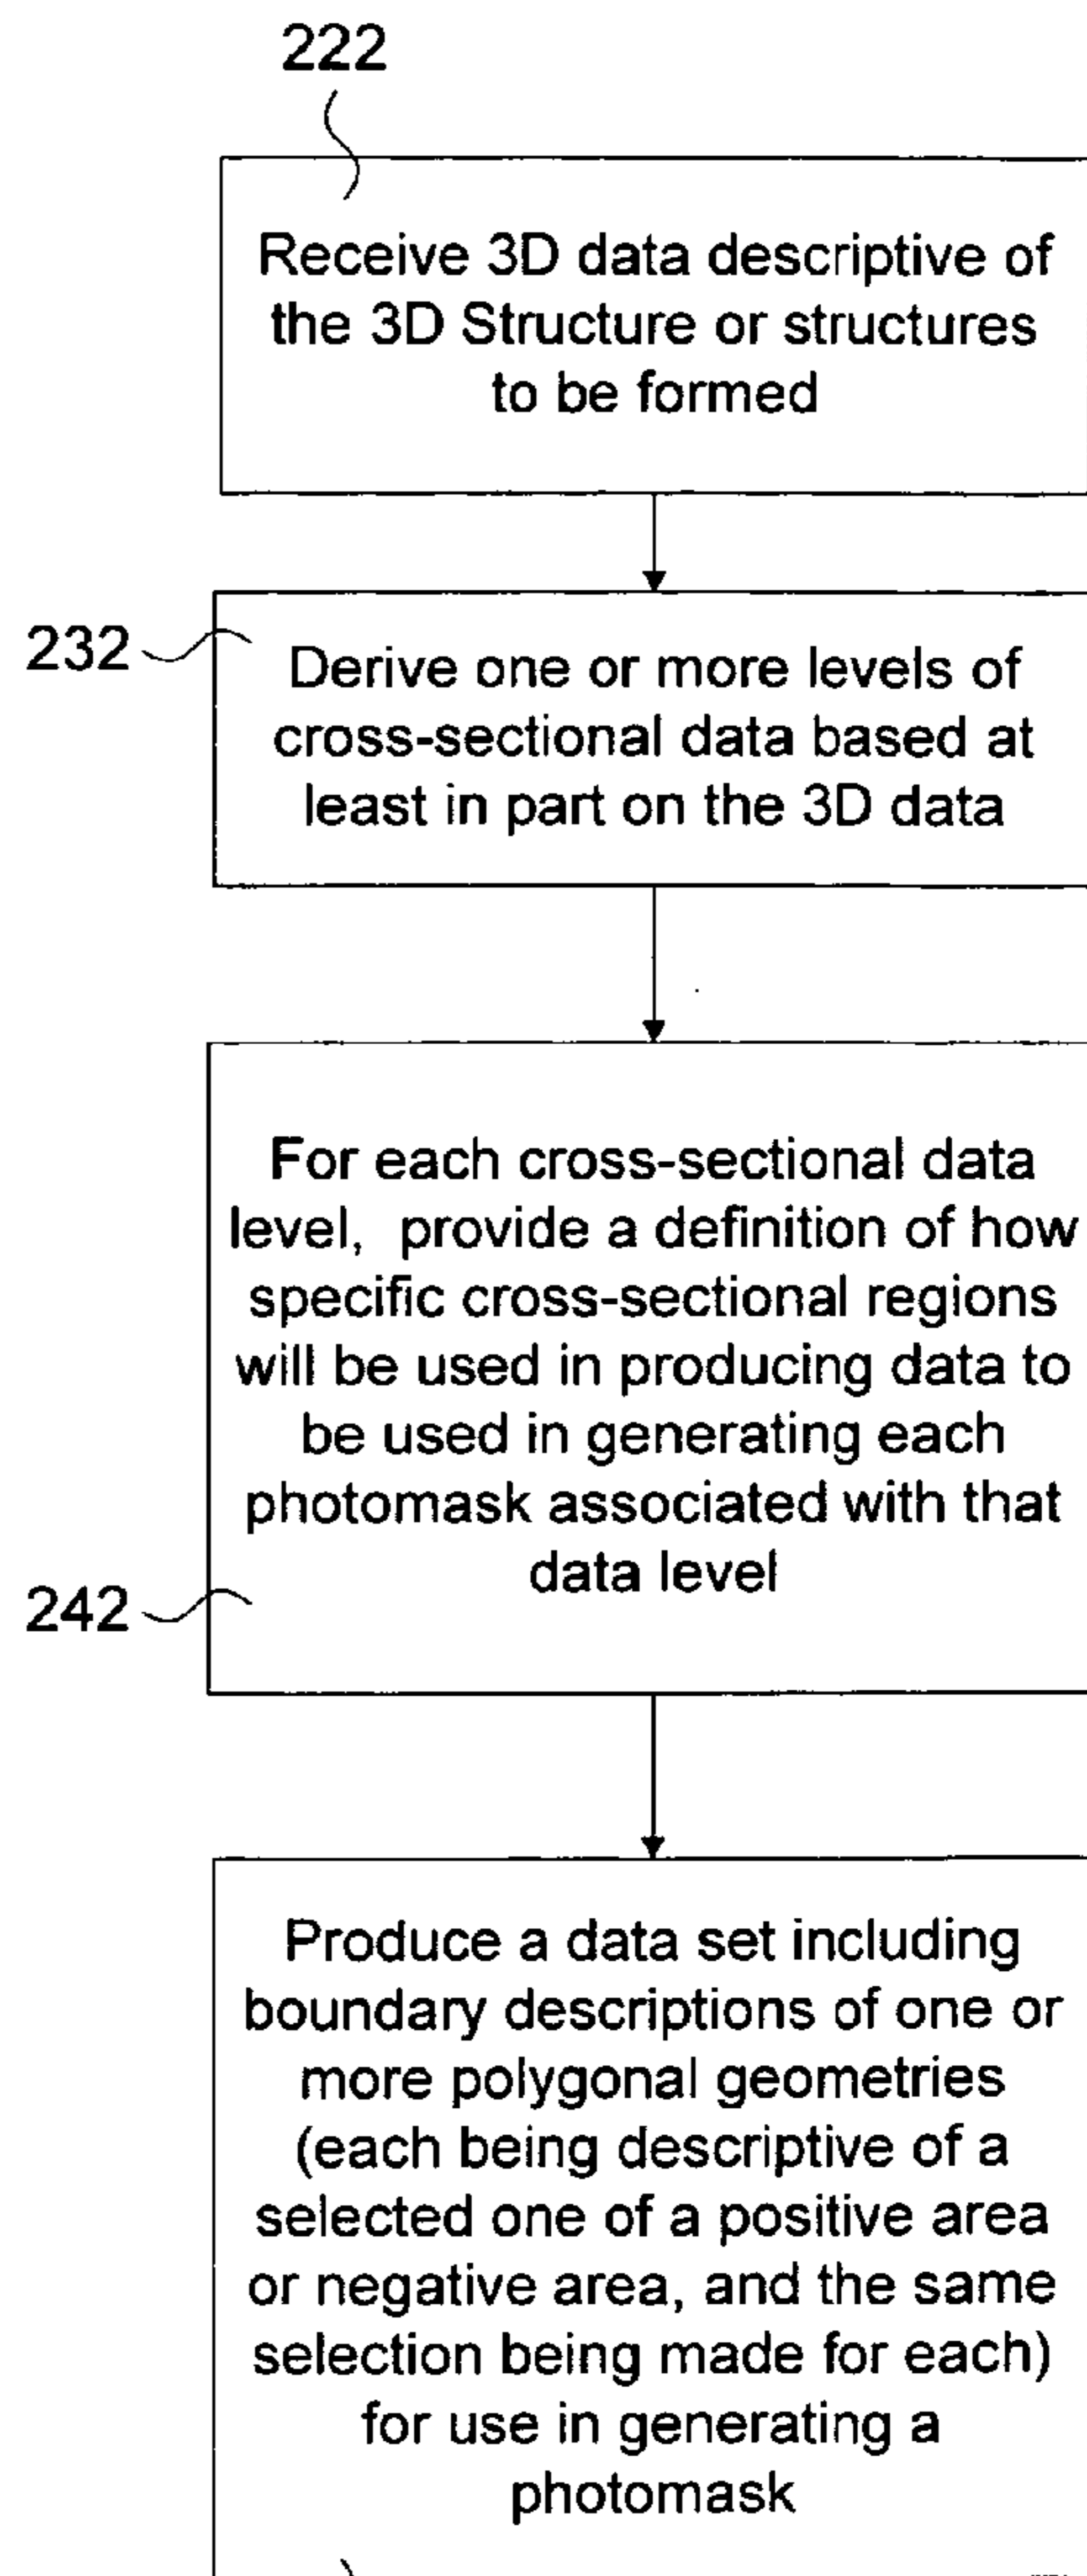 222
Receive 3D data descriptive of
the 3D Structure or structures
to be formed
232
Derive one or more levels of
cross-sectional data based at
least in part on the 3D data
For each cross-sectional data
level, provide a definition of how
specific cross-sectional regions
will be used in producing data to
be used in generating each
photomask associated with that
data level
242
Produce a data set including
boundary descriptions of one or
more polygonal geometries
(each being descriptive of a
selected one of a positive area
or negative area, and the same
selection being made for each)
for use in generating a
photomask